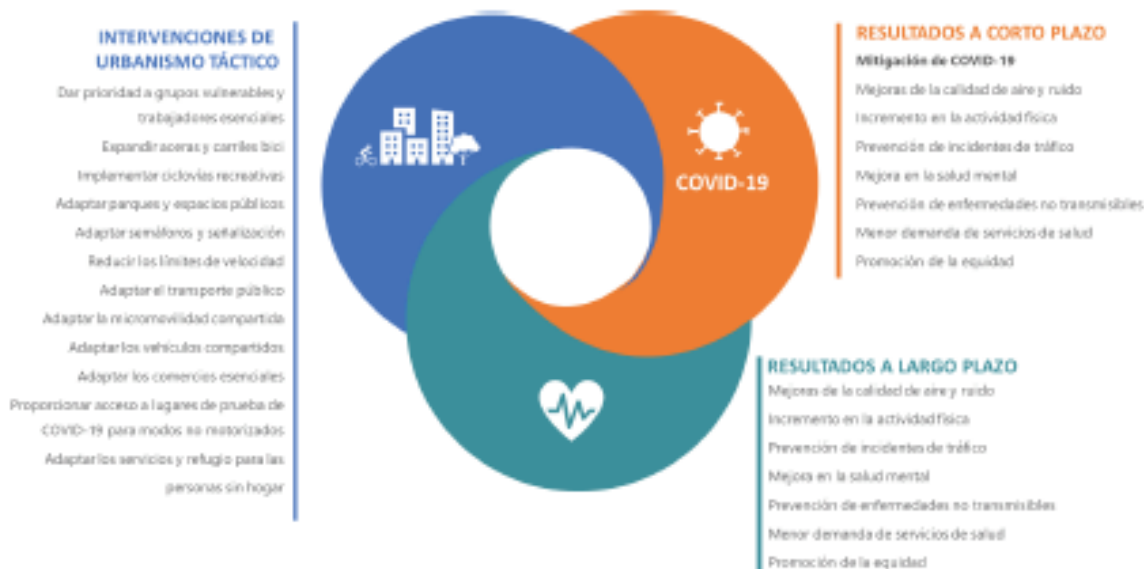 INTERVENCIONES DE
URBANISMO TÁCTICO
Dar prioridad a grupos vulnerables y
trabajadores esenciales
Expandir aceras y carriles bici
Implementar ciclovías recreativas
Adaptar parques y espacios públicos
Adaptar semáforos y señalización
Reducir los límites de velocidad
Adaptar el transporte público
Adaptar la micromovilidad compartida
Adaptar los vehículos compartidos
Adaptar los comercios esenciales
Proporcionar acceso a lugares de prueba de
COVID-19 para modos no motorizados
Adaptar los servicios y refugio para las
personas sin hogar
COVID-19
RESULTADOS A CORTO PLAZO
Mitigación de COVID-19
Mejoras de la calidad de aire y ruido
Incremento en la actividad física
Prevención de incidentes de tráfico
Mejora en la salud mental
Prevención de enfermedades no transmisibles
Menor demanda de servicios de salud
Promoción de la equidad
RESULTADOS A LARGO PLAZO
Mejoras de la calidad de aire y ruido
Incremento en la actividad física
Prevención de incidentes de tráfico
Mejora en la salud mental
Prevención de enfermedades no transmisibles
Menor demanda de servicios de salud
Promoción de la equidad